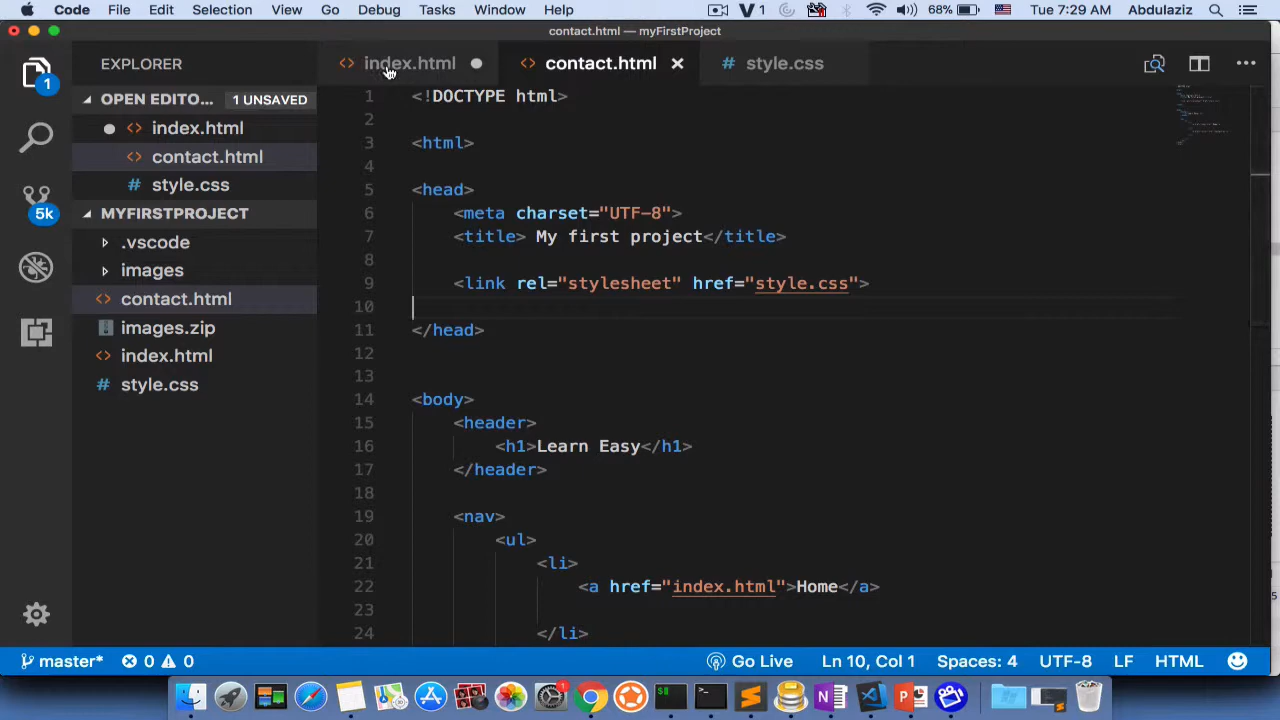 Code File Edit Selection View Go Debug Tasks Window Help 1 68% Tue 7:29 AM Abdulaziz
contact.html — myFirstProject
EXPLORER
index.html
contact.html
# style.css
1
OPEN EDITO... 1 UNSAVED
index.html
contact.html
# style.css
5k
MYFIRSTPROJECT
.vscode
images
contact.html
images.zip
index.html
# style.css
1 <!DOCTYPE html>
2
3 <html>
4
5 <head>
6 <meta charset="UTF-8">
7 <title> My first project</title>
8
9 <link rel="stylesheet" href="style.css">
10
11 </head>
12
13
14 <body>
15 <header>
16 <h1>Learn Easy</h1>
17 </header>
18
19 <nav>
20 <ul>
21 <li>
22 <a href="index.html">Home</a>
23
24 </li>
master* 0 0 Go Live Ln 10, Col 1 Spaces: 4 UTF-8 LF HTML
1